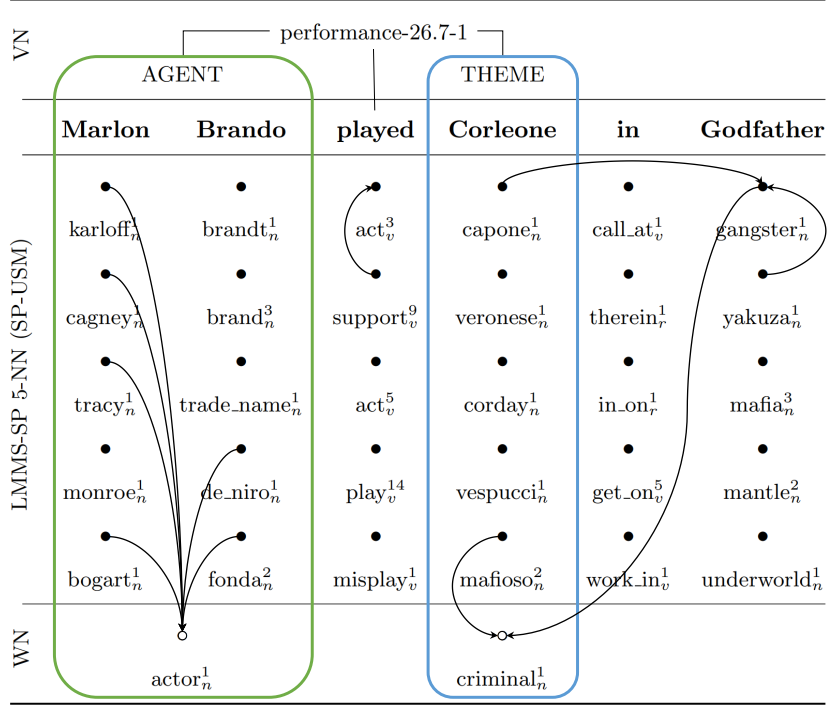 VN
performance-26.7-1
AGENT THEME
Marlon Brando played Corleone in Godfather
LMMS-SP 5-NN (SP-USM)
karloff¹ₙ brandt¹ₙ act³ᵥ capone¹ₙ call_at¹ᵥ gangster¹ₙ
cagney¹ₙ brand³ₙ support⁹ᵥ veronese¹ₙ therein¹ᵣ yakuza¹ₙ
tracy¹ₙ trade_name¹ₙ act⁵ᵥ corday¹ₙ in_on¹ᵣ mafia³ₙ
monroe¹ₙ de_niro¹ₙ play¹⁴ᵥ vespucci¹ₙ get_on⁵ᵥ mantle²ₙ
bogart¹ₙ fonda²ₙ misplay¹ᵥ mafioso²ₙ work_in¹ᵥ underworld¹ₙ
WN
actor¹ₙ criminal¹ₙ